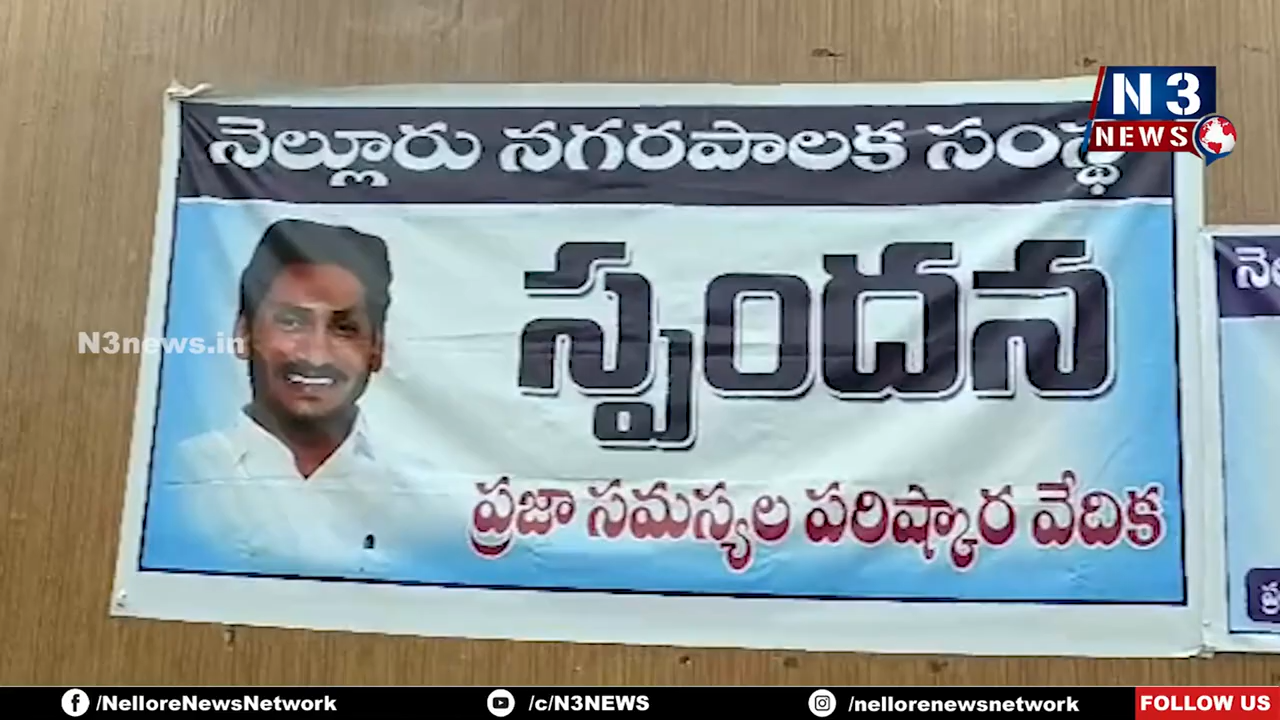 నెల్లూరు నగరపాలక సంస్థ
N3
NEWS
స్పందన
N3news.in
ప్రజా సమస్యల పరిష్కార వేదిక
నె
ప్ర
/NelloreNewsNetwork
/c/N3NEWS
/nellorenewsnetwork
FOLLOW US